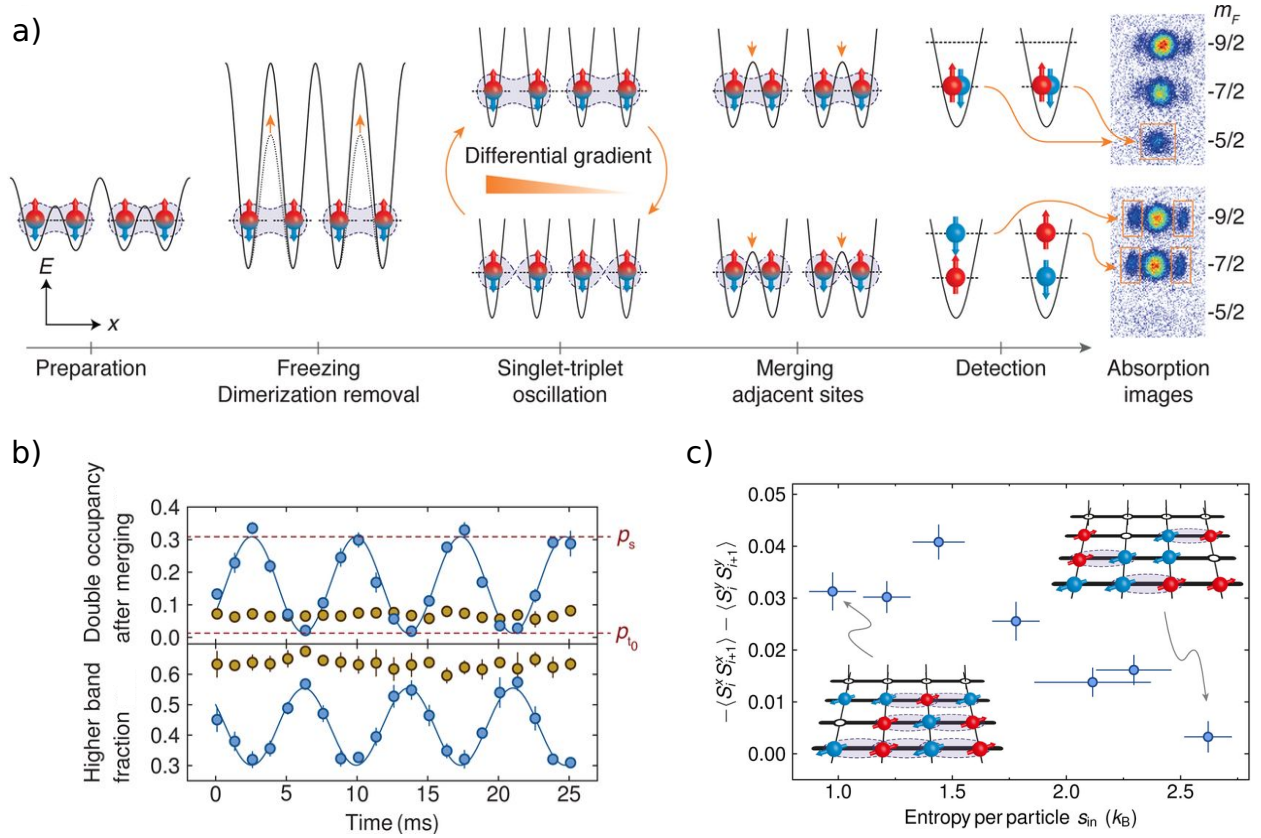 a)
m_F
-9/2
-7/2
-5/2
Differential gradient
-9/2
-7/2
-5/2
E
x
Preparation
Freezing
Dimerization removal
Singlet-triplet
oscillation
Merging
adjacent sites
Detection
Absorption
images
b)
Double occupancy
after merging
0.4
0.3
0.2
0.1
0.0
p_s
p_{t_0}
Higher band
fraction
0.6
0.5
0.4
0.3
0
5
10
15
20
25
Time (ms)
c)
−⟨S_i^x S_{i+1}^x⟩ − ⟨S_i^y S_{i+1}^y⟩
0.05
0.04
0.03
0.02
0.01
0.00
1.0
1.5
2.0
2.5
Entropy per particle s_in (k_B)